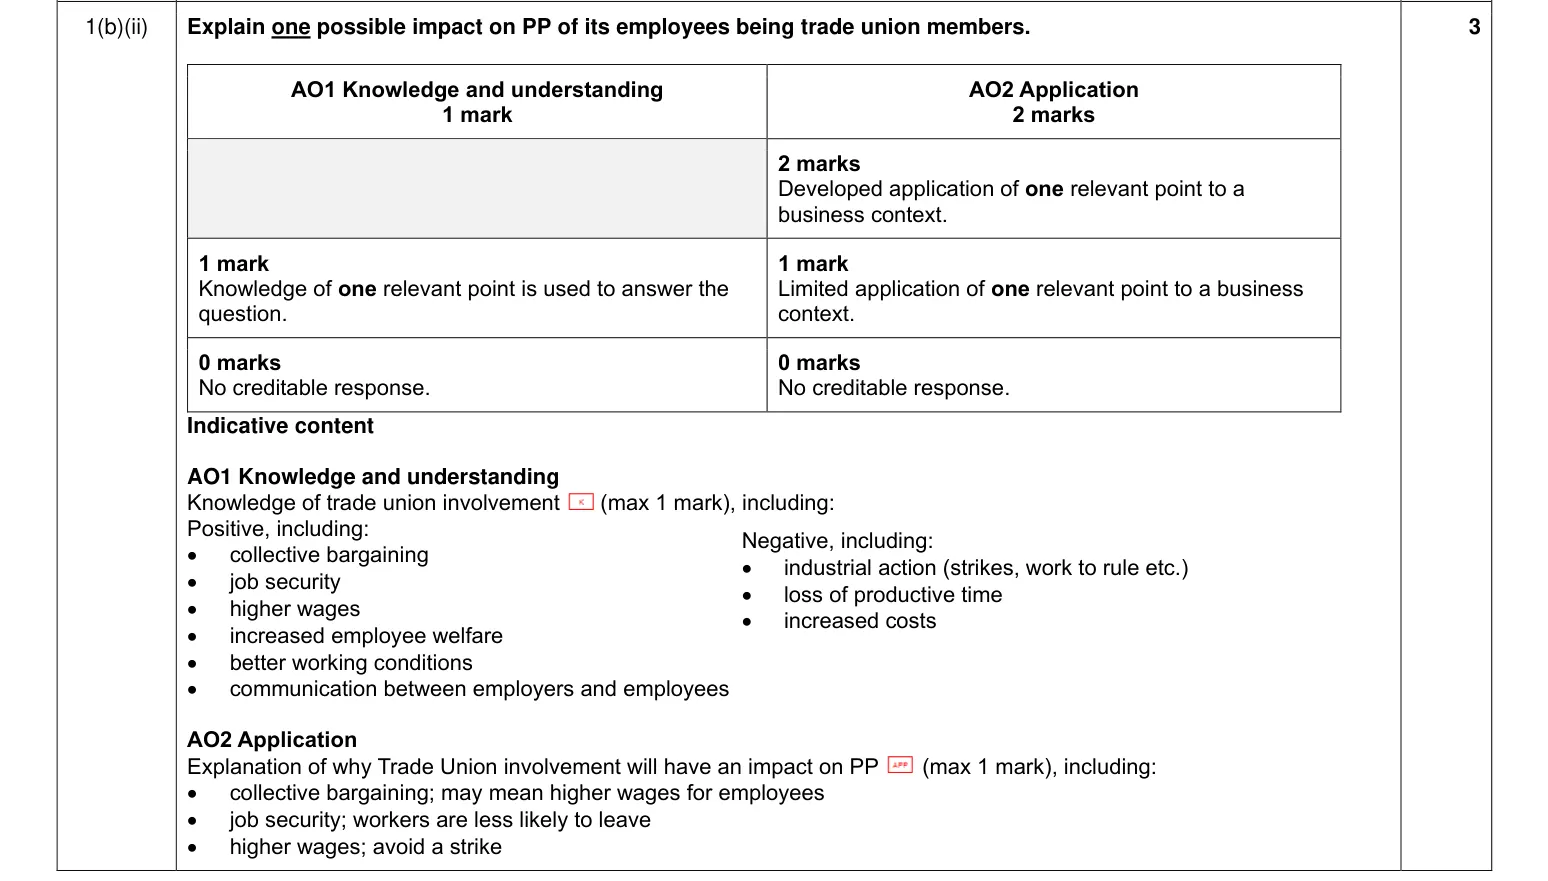 1(b)(ii)
Explain one possible impact on PP of its employees being trade union members.
3
AO1 Knowledge and understanding
1 mark
AO2 Application
2 marks
2 marks
Developed application of one relevant point to a
business context.
1 mark
Knowledge of one relevant point is used to answer the
question.
1 mark
Limited application of one relevant point to a business
context.
0 marks
No creditable response.
0 marks
No creditable response.
Indicative content
AO1 Knowledge and understanding
Knowledge of trade union involvement K (max 1 mark), including:
Positive, including:
• collective bargaining
• job security
• higher wages
• increased employee welfare
• better working conditions
• communication between employers and employees
Negative, including:
• industrial action (strikes, work to rule etc.)
• loss of productive time
• increased costs
AO2 Application
Explanation of why Trade Union involvement will have an impact on PP APP (max 1 mark), including:
• collective bargaining; may mean higher wages for employees
• job security; workers are less likely to leave
• higher wages; avoid a strike